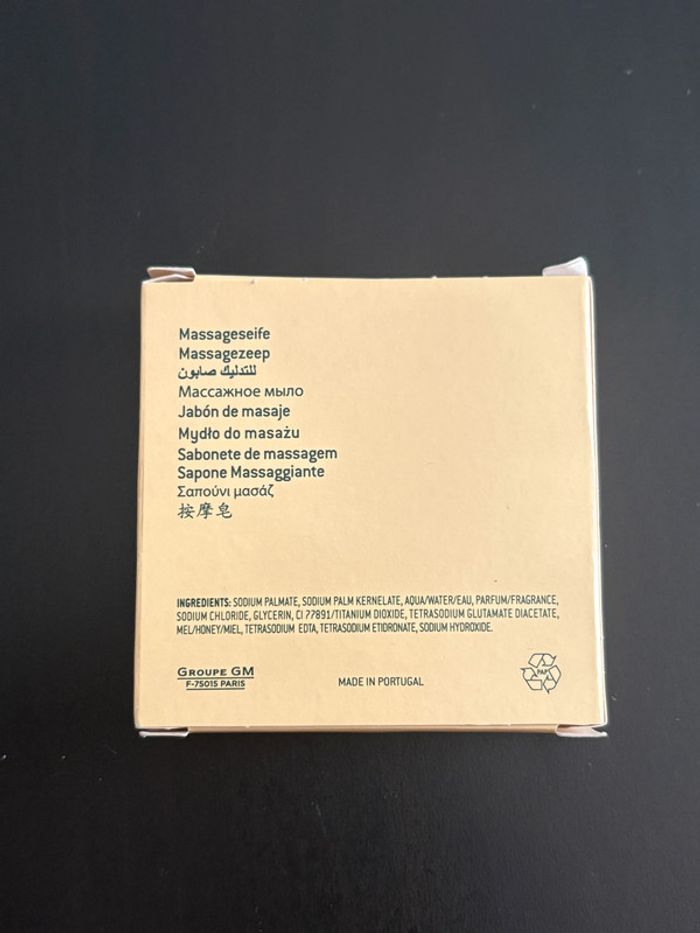 Massageseife
Massagezeep
للتدليك صابون
Массажное мыло
Jabón de masaje
Mydło do masażu
Sabonete de massagem
Sapone Massaggiante
Σαπούνι μασάζ
按摩皂
INGREDIENTS: SODIUM PALMATE, SODIUM PALM KERNELATE, AQUA/WATER/EAU, PARFUM/FRAGRANCE,
SODIUM CHLORIDE, GLYCERIN, CI 77891/TITANIUM DIOXIDE, TETRASODIUM GLUTAMATE DIACETATE,
MEL/HONEY/MIEL, TETRASODIUM EDTA, TETRASODIUM ETIDRONATE, SODIUM HYDROXIDE.
GROUPE GM
F-75015 PARIS
MADE IN PORTUGAL
PAP